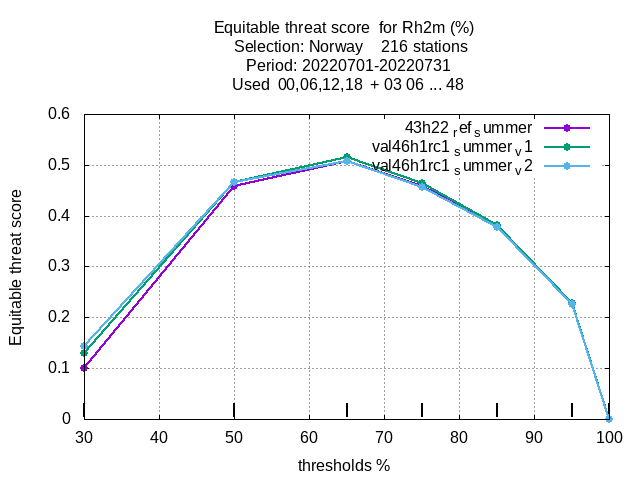 Equitable threat score for Rh2m (%)
Selection: Norway 216 stations
Period: 20220701-20220731
Used 00,06,12,18 + 03 06 ... 48
0.6
0.5
0.4
0.3
0.2
0.1
0
Equitable threat score
43h22 ref summer
val46h1rc1 summer v1
val46h1rc1 summer v2
30 40 50 60 70 80 90 100
thresholds %